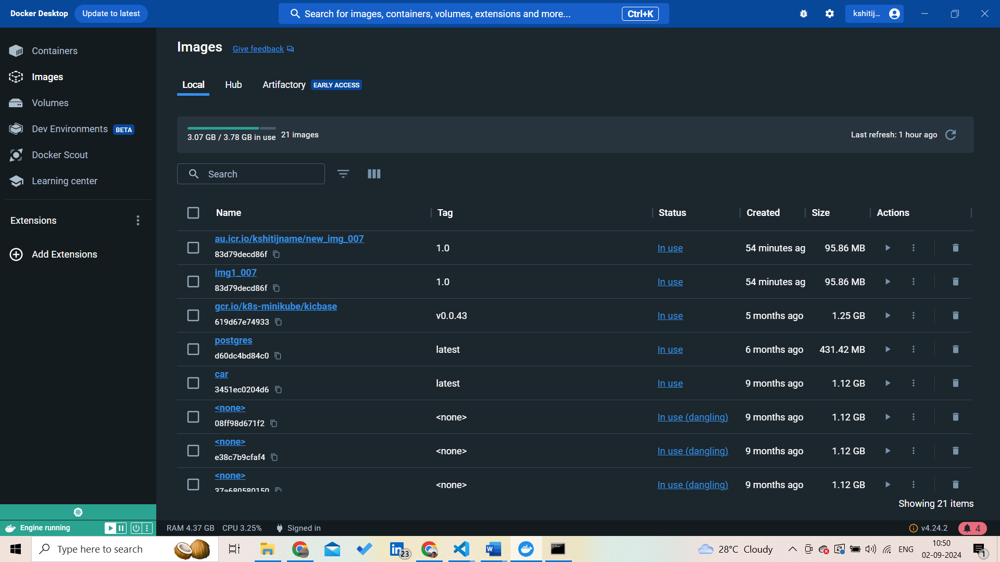 Docker Desktop Update to latest Search for images, containers, volumes, extensions and more... Ctrl+K kshitij...
Containers
Images
Volumes
Dev Environments BETA
Docker Scout
Learning center
Extensions
Add Extensions
Images Give feedback
Local Hub Artifactory EARLY ACCESS
3.07 GB / 3.78 GB in use 21 images Last refresh: 1 hour ago
Search
Name Tag Status Created Size Actions
au.icr.io/kshitijname/new_img_007
83d79decd86f
1.0 In use 54 minutes ag 95.86 MB
img1_007
83d79decd86f
1.0 In use 54 minutes ag 95.86 MB
gcr.io/k8s-minikube/kicbase
619d67e74933
v0.0.43 In use 5 months ago 1.25 GB
postgres
d60dc4bd84c0
latest In use 6 months ago 431.42 MB
car
3451ec0204d6
latest In use 9 months ago 1.12 GB
<none>
08ff98d671f2
<none> In use (dangling) 9 months ago 1.12 GB
<none>
e38c7b9cfaf4
<none> In use (dangling) 9 months ago 1.12 GB
<none>
37a680580150
<none> In use (dangling) 9 months ago 1.12 GB
Showing 21 items
Engine running RAM 4.37 GB CPU 3.25% Signed in v4.24.2 4
Type here to search 23 28°C Cloudy ENG 10:50
02-09-2024 1